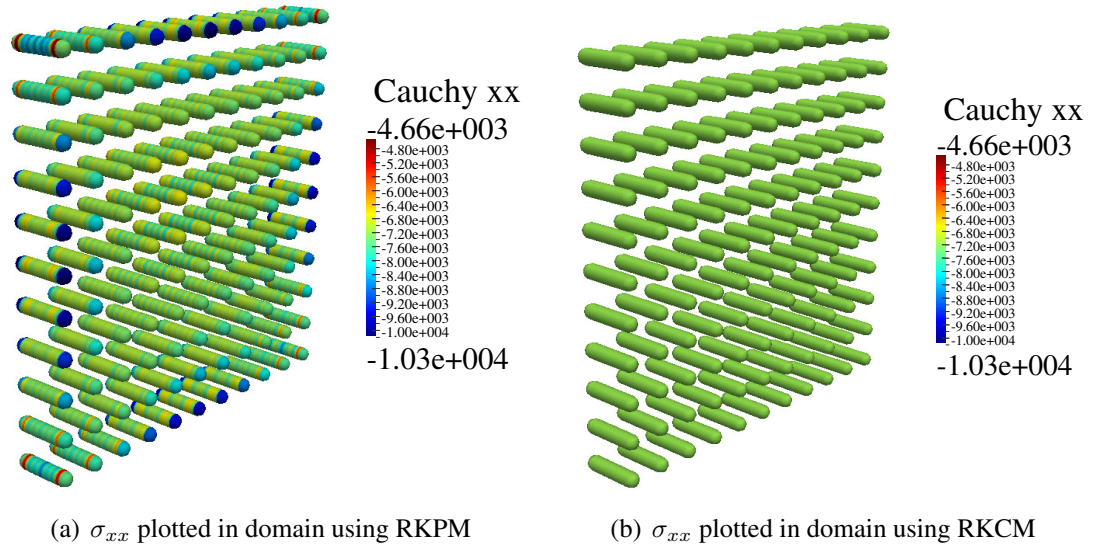 Cauchy xx
-4.66e+003
-4.80e+003
-5.20e+003
-5.60e+003
-6.00e+003
-6.40e+003
-6.80e+003
-7.20e+003
-7.60e+003
-8.00e+003
-8.40e+003
-8.80e+003
-9.20e+003
-9.60e+003
-1.00e+004
-1.03e+004
Cauchy xx
-4.66e+003
-4.80e+003
-5.20e+003
-5.60e+003
-6.00e+003
-6.40e+003
-6.80e+003
-7.20e+003
-7.60e+003
-8.00e+003
-8.40e+003
-8.80e+003
-9.20e+003
-9.60e+003
-1.00e+004
-1.03e+004
(a) σxx plotted in domain using RKPM
(b) σxx plotted in domain using RKCM